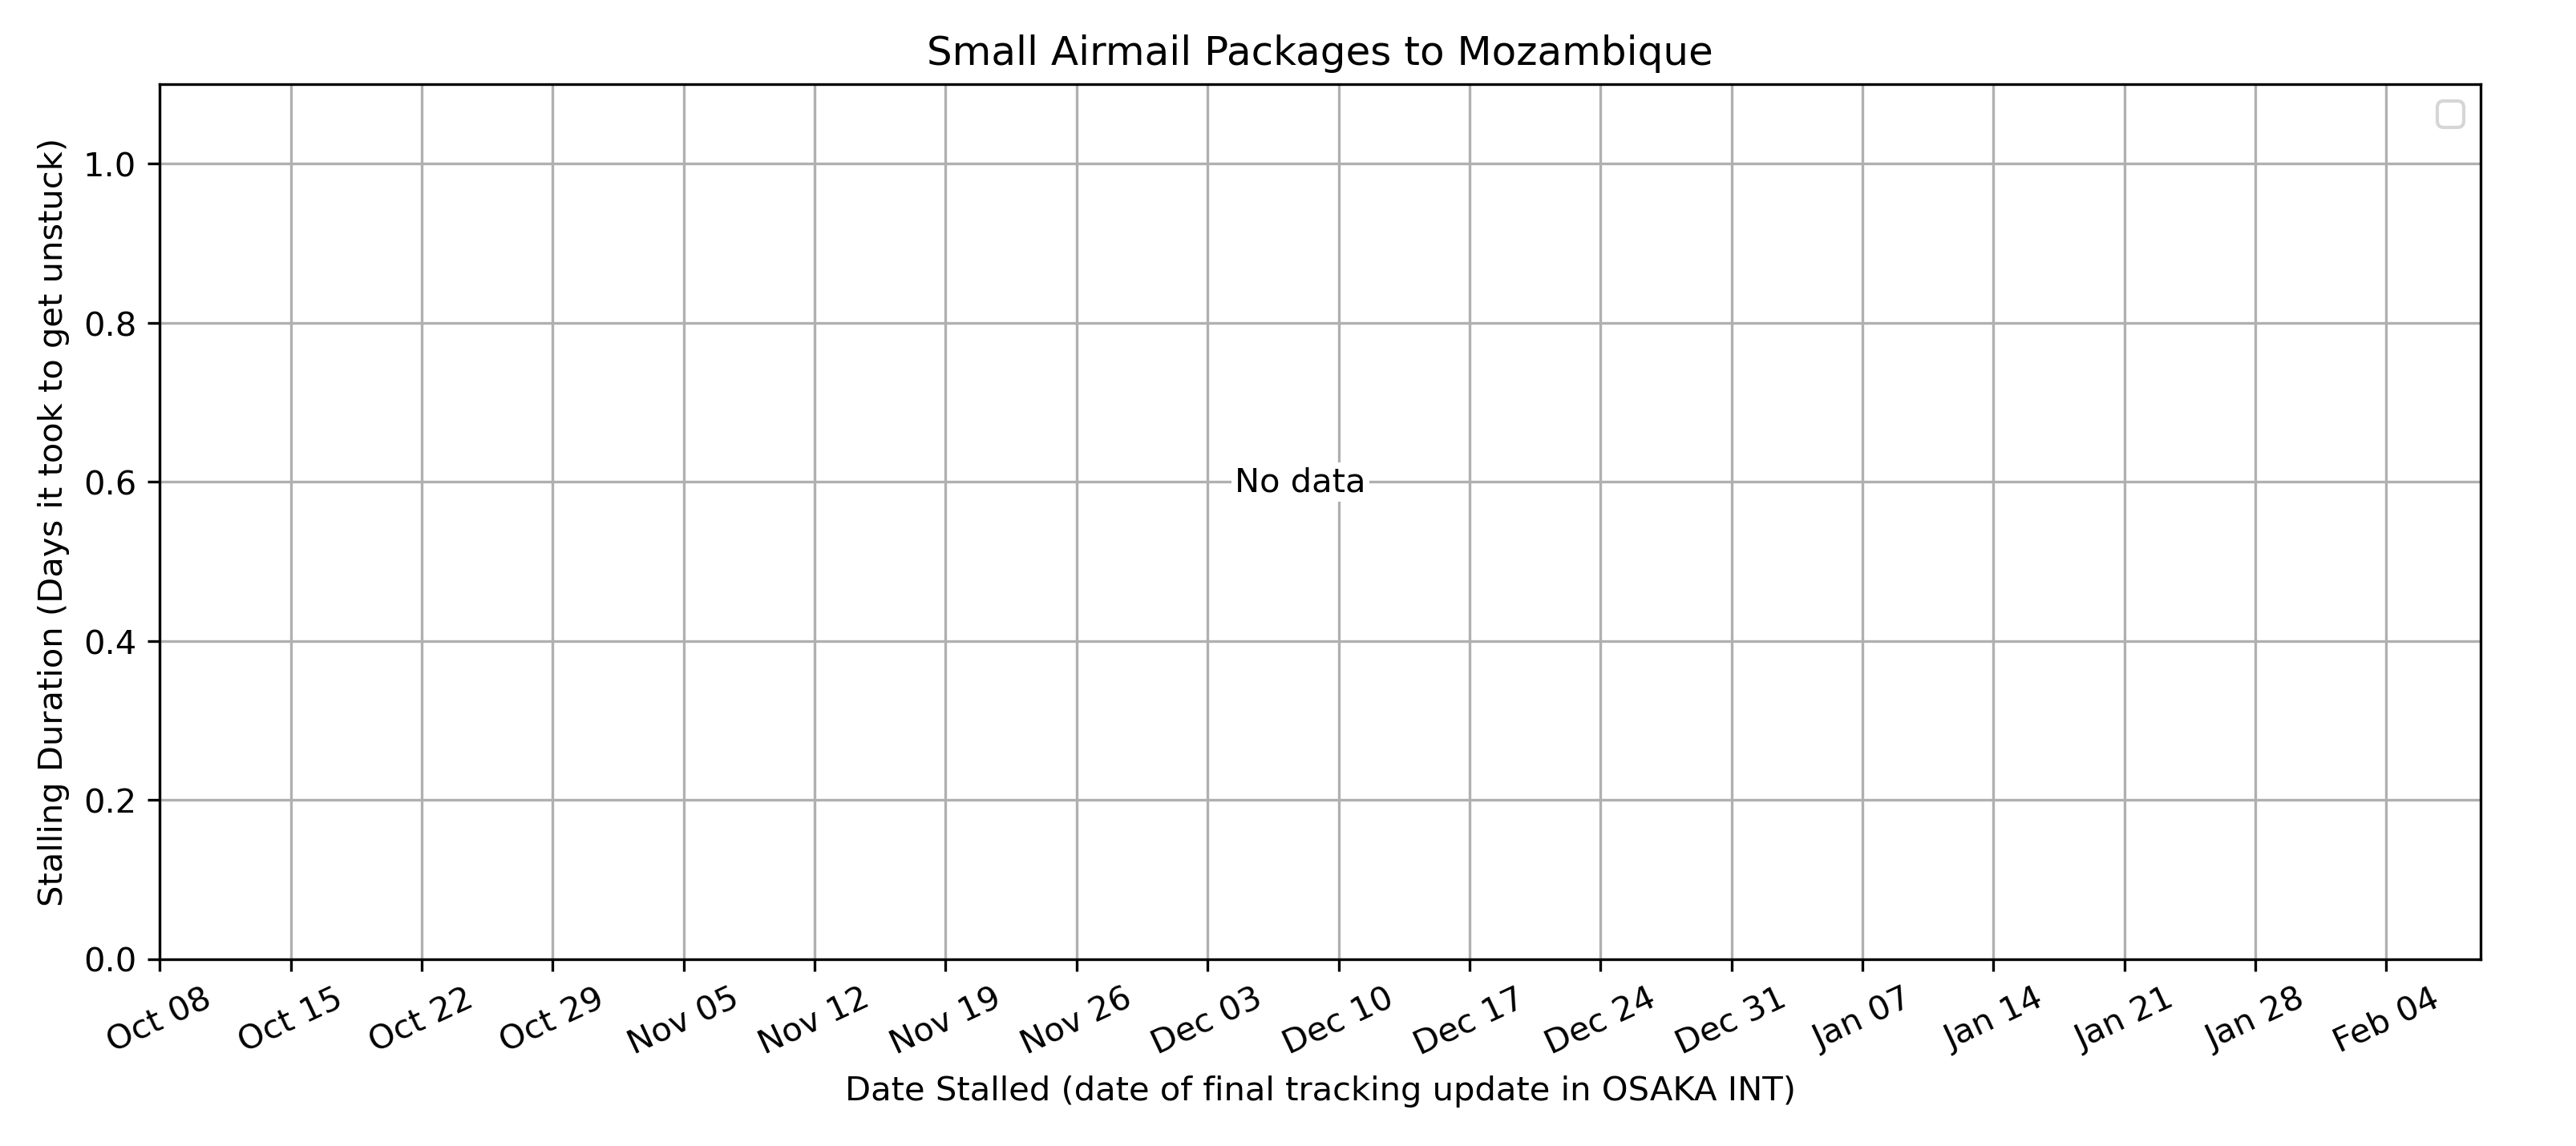 Small Airmail Packages to Mozambique
Stalling Duration (Days it took to get unstuck)
1.0
0.8
0.6
0.4
0.2
0.0
No data
Oct 08
Oct 15
Oct 22
Oct 29
Nov 05
Nov 12
Nov 19
Nov 26
Dec 03
Dec 10
Dec 17
Dec 24
Dec 31
Jan 07
Jan 14
Jan 21
Jan 28
Feb 04
Date Stalled (date of final tracking update in OSAKA INT)